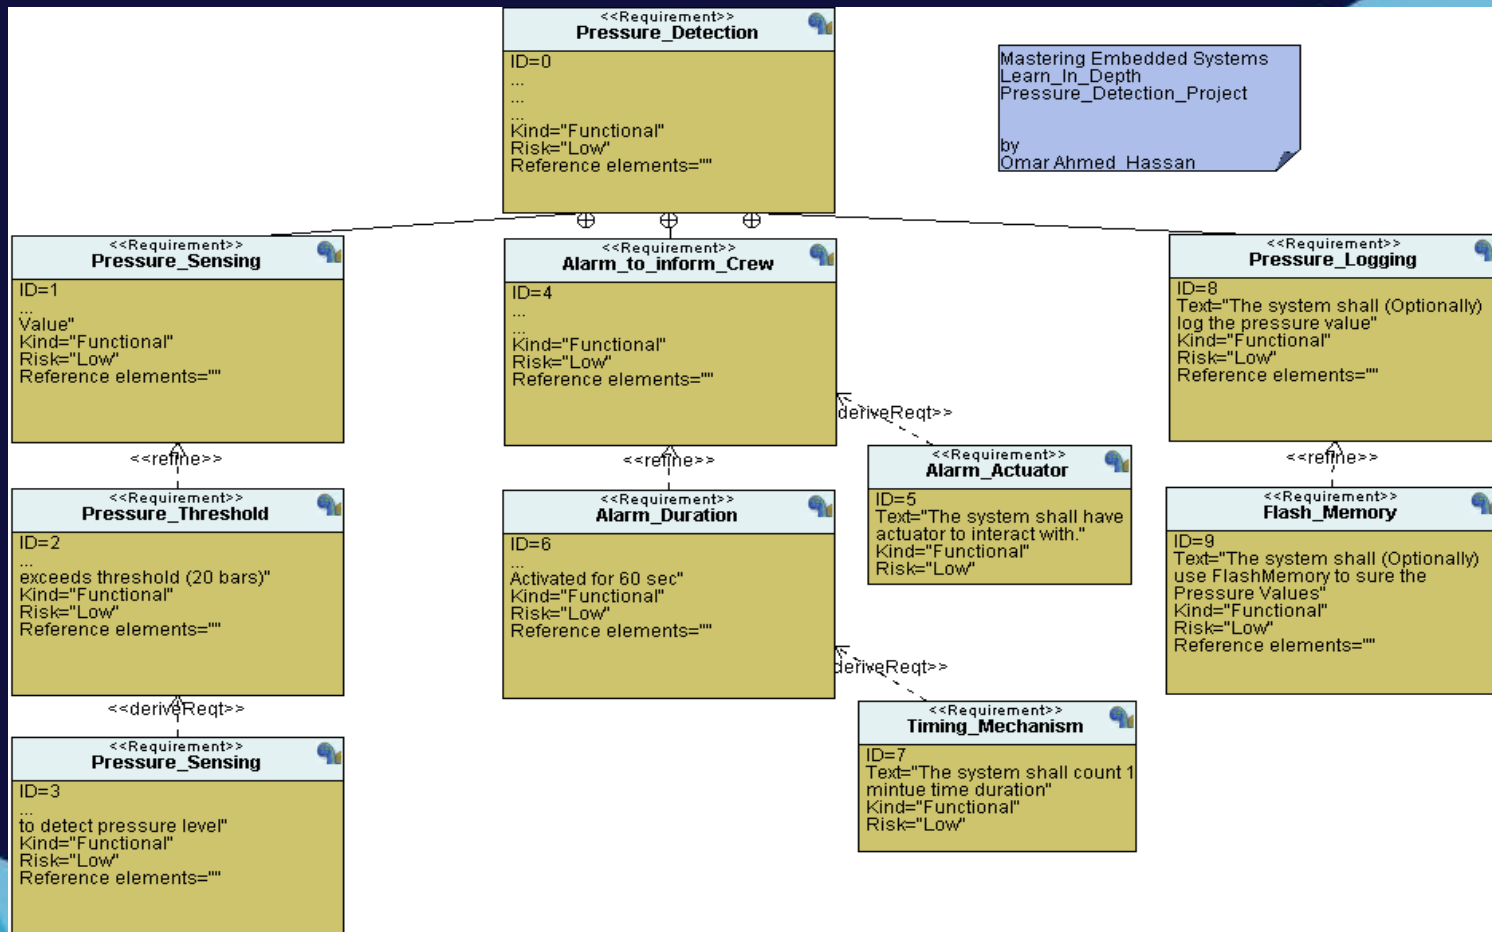 <<Requirement>>
Pressure_Detection
ID=0
...
...
...
Kind="Functional"
Risk="Low"
Reference elements=""
Mastering Embedded Systems
Learn_In_Depth
Pressure_Detection_Project
by
Omar Ahmed Hassan
<<Requirement>>
Pressure_Sensing
ID=1
...
Value"
Kind="Functional"
Risk="Low"
Reference elements=""
<<Requirement>>
Alarm_to_inform_Crew
ID=4
...
...
Kind="Functional"
Risk="Low"
Reference elements=""
<<Requirement>>
Pressure_Logging
ID=8
Text="The system shall (Optionally)
log the pressure value"
Kind="Functional"
Risk="Low"
Reference elements=""
<<refine>>
<<refine>>
deriveReqt>>
<<refine>>
<<Requirement>>
Pressure_Threshold
ID=2
...
exceeds threshold (20 bars)"
Kind="Functional"
Risk="Low"
Reference elements=""
<<Requirement>>
Alarm_Duration
ID=6
...
Activated for 60 sec"
Kind="Functional"
Risk="Low"
Reference elements=""
<<Requirement>>
Alarm_Actuator
ID=5
Text="The system shall have
actuator to interact with."
Kind="Functional"
Risk="Low"
<<Requirement>>
Flash_Memory
ID=9
Text="The system shall (Optionally)
use FlashMemory to sure the
Pressure Values"
Kind="Functional"
Risk="Low"
Reference elements=""
<<deriveReqt>>
deriveReqt>>
<<Requirement>>
Pressure_Sensing
ID=3
...
to detect pressure level"
Kind="Functional"
Risk="Low"
Reference elements=""
<<Requirement>>
Timing_Mechanism
ID=7
Text="The system shall count 1
mintue time duration"
Kind="Functional"
Risk="Low"